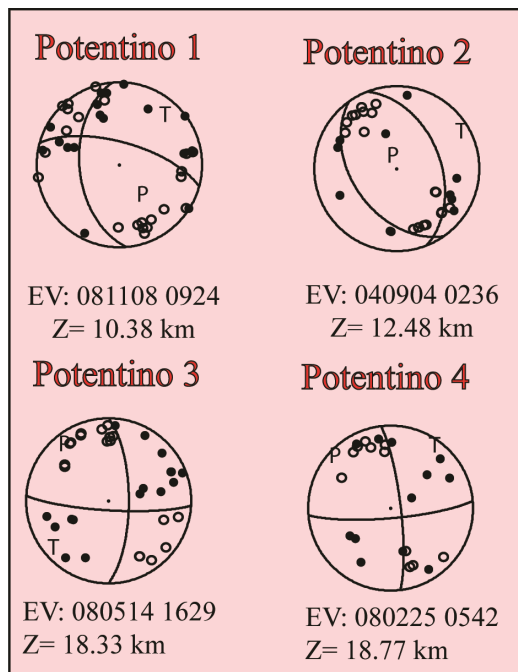 Potentino 1
T
P
EV: 081108 0924
Z= 10.38 km
Potentino 2
T
P
EV: 040904 0236
Z= 12.48 km
Potentino 3
P
T
EV: 080514 1629
Z= 18.33 km
Potentino 4
P
T
EV: 080225 0542
Z= 18.77 km